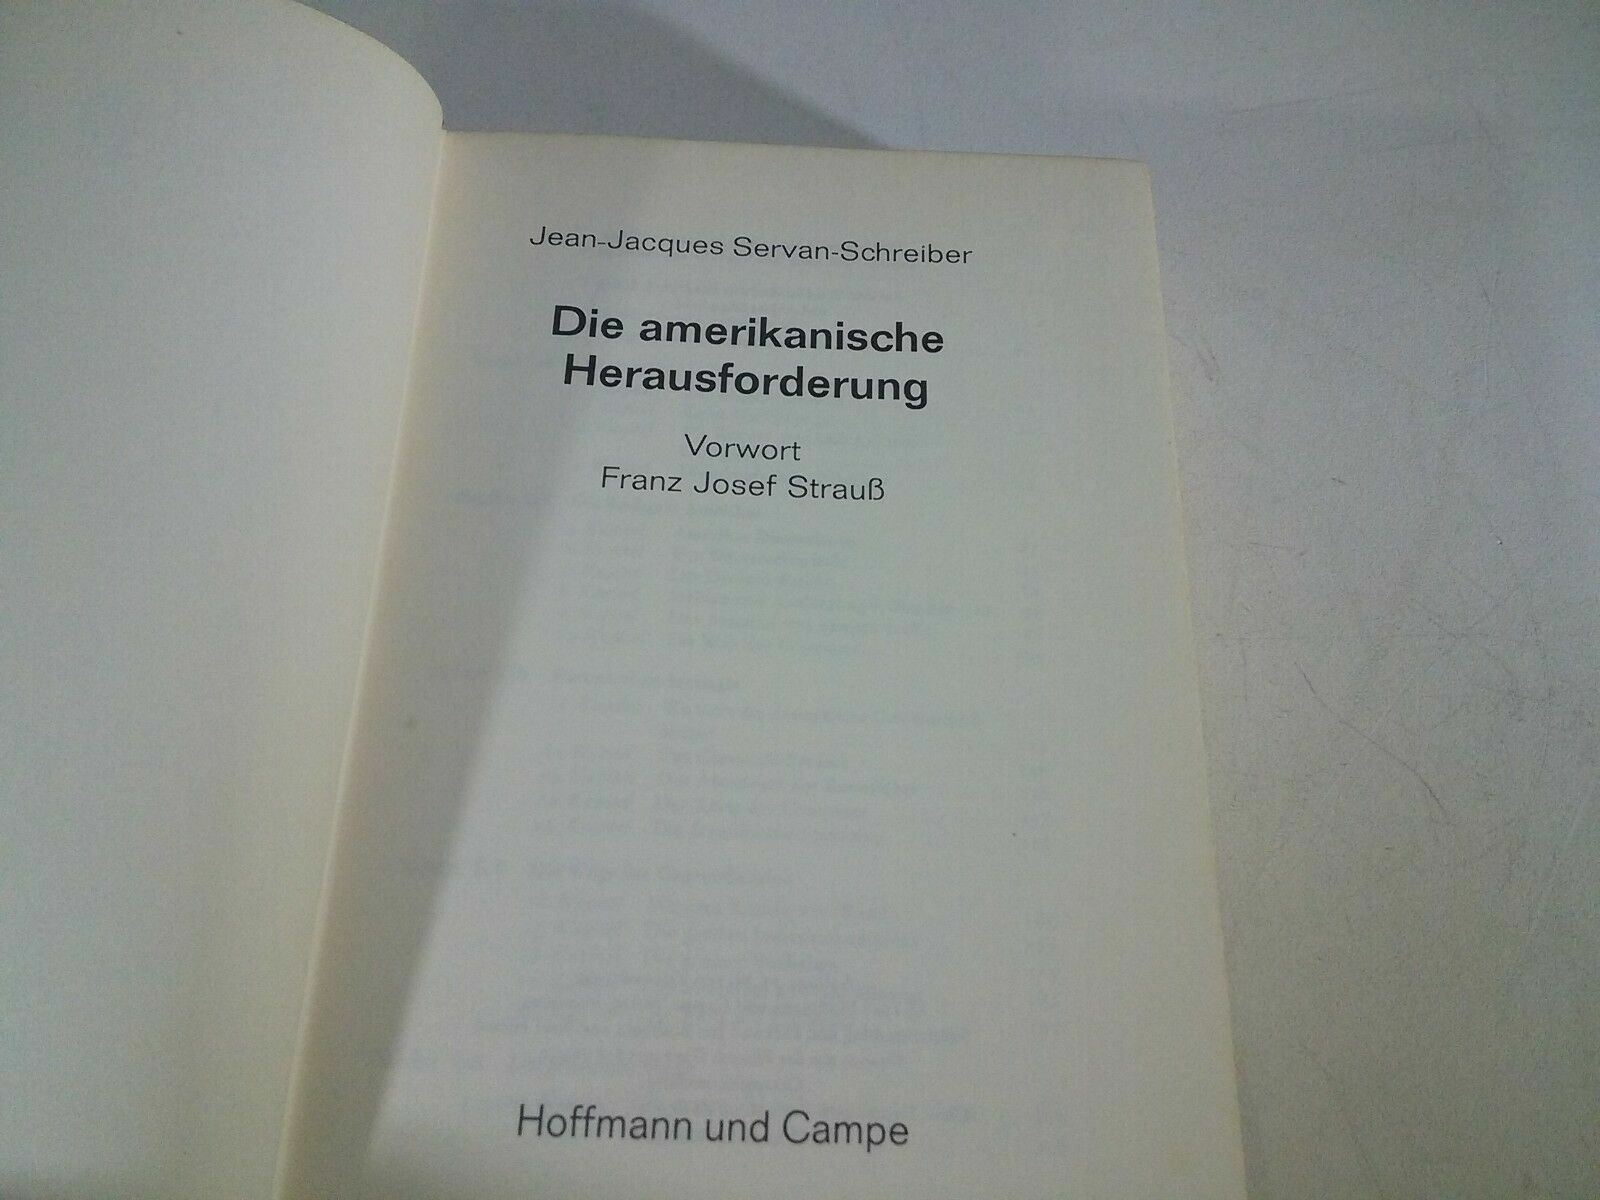 Jean-Jacques Servan-Schreiber
Die amerikanische
Herausforderung
Vorwort
Franz Josef Strauß
Hoffmann und Campe